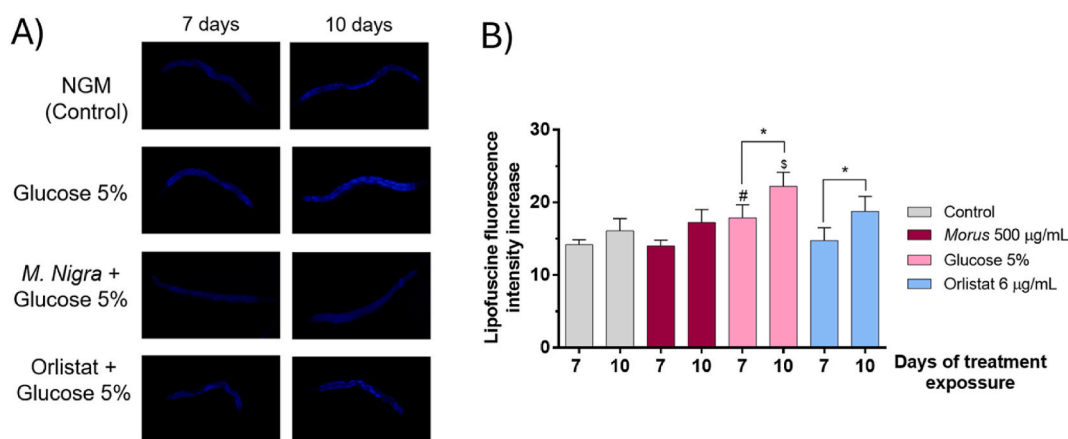 A)
7 days
10 days
NGM
(Control)
Glucose 5%
M. Nigra +
Glucose 5%
Orlistat +
Glucose 5%
B)
Lipofuscine fluorescence
intensity increase
30
20
10
0
*
#
$
*
7
10
7
10
7
10
7
10
Days of treatment
expossure
Control
Morus 500 µg/mL
Glucose 5%
Orlistat 6 µg/mL